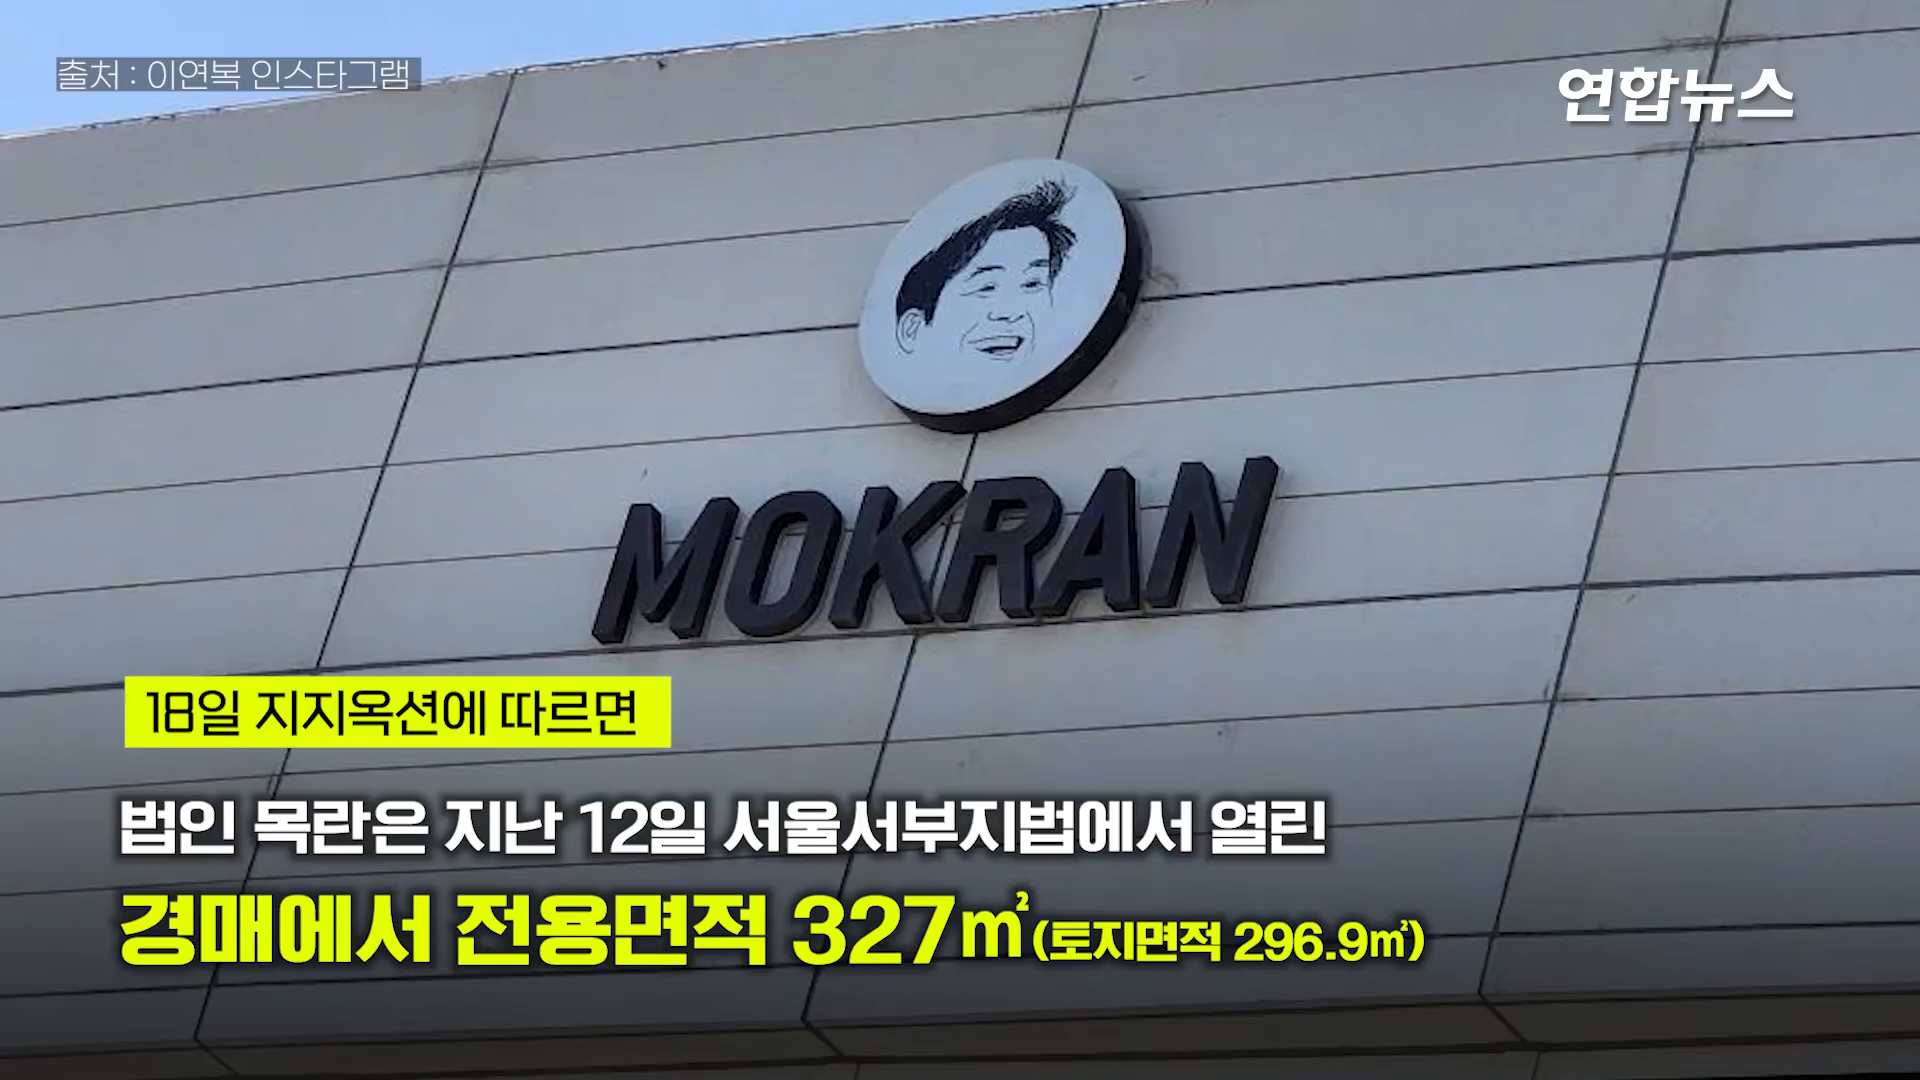 출처 : 이연복 인스타그램
연합뉴스
MOKRAN
18일 지지옥션에 따르면
법인 목란은 지난 12일 서울서부지법에서 열린
경매에서 전용면적 327㎡(토지면적 296.9㎡)